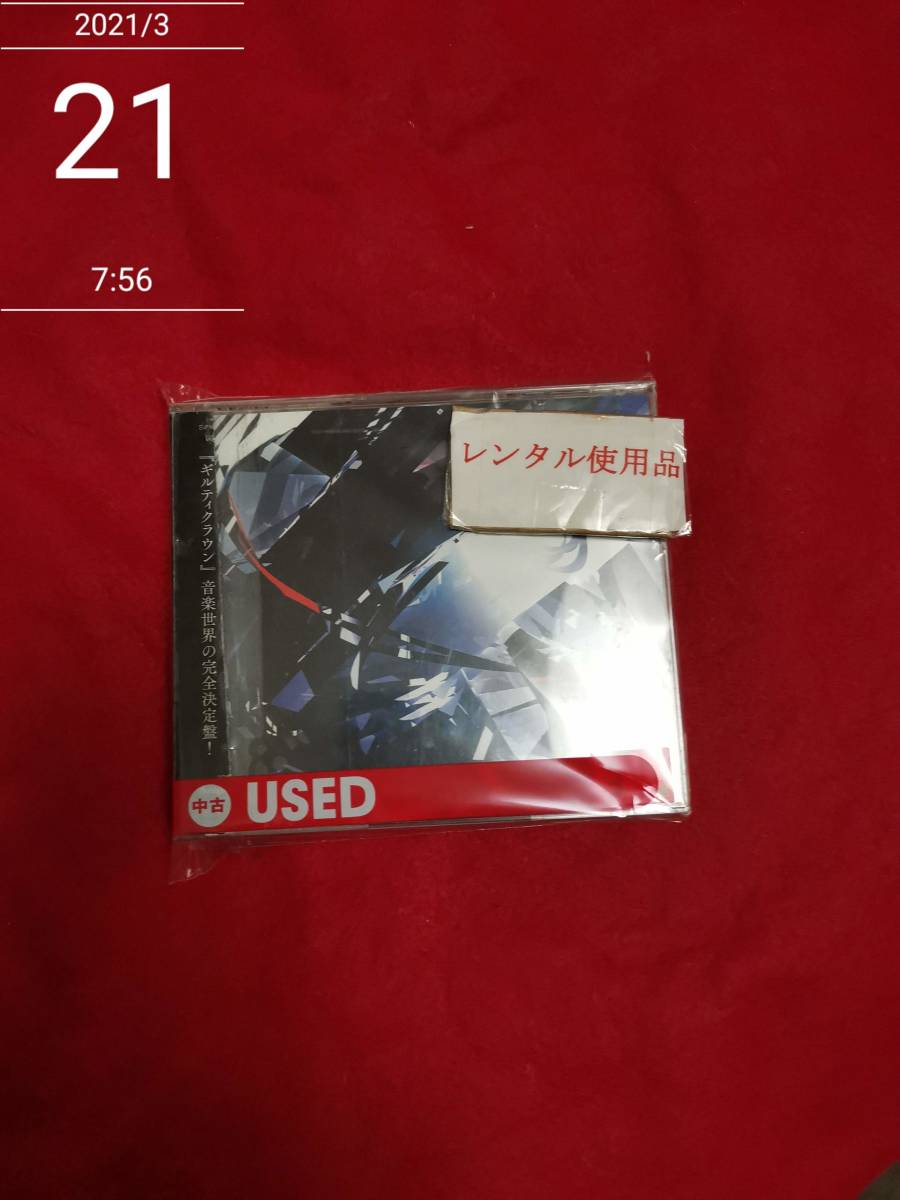 2021/3
21
7:56
レンタル使用品
『ギルティクラウン』音楽世界の完全決定盤!
中古 USED